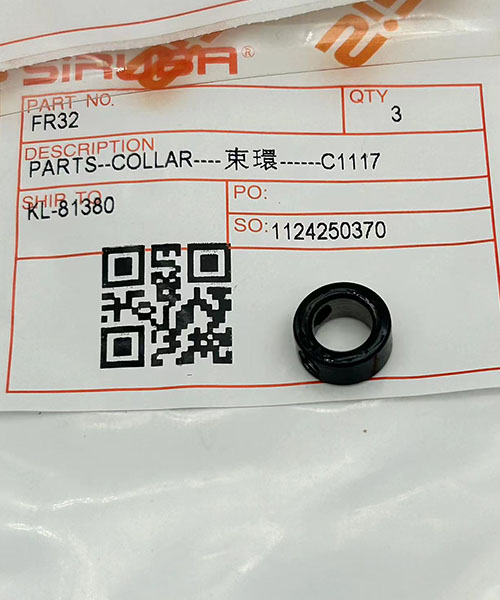 SIRUBA®
PART NO.
FR32
QTY
3
DESCRIPTION
PARTS--COLLAR----束環------C1117
SHIP TO
KL-81380
PO:
SO: 1124250370